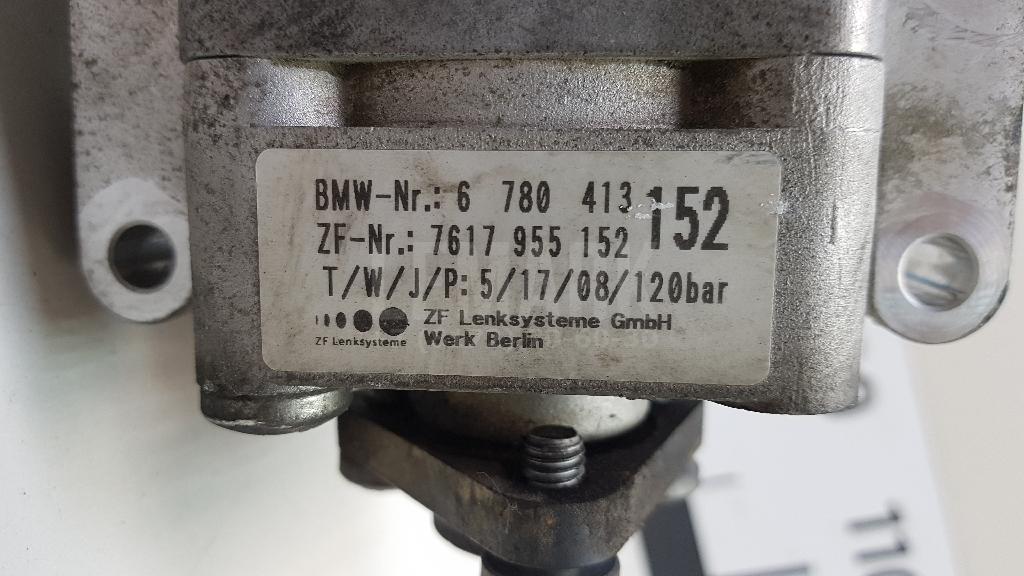 BMW-Nr.: 6 780 413 152
ZF-Nr.: 7617 955 152
T/W/J/P: 5/17/08/120bar
ZF Lenksysteme GmbH
ZF Lenksysteme Werk Berlin
110